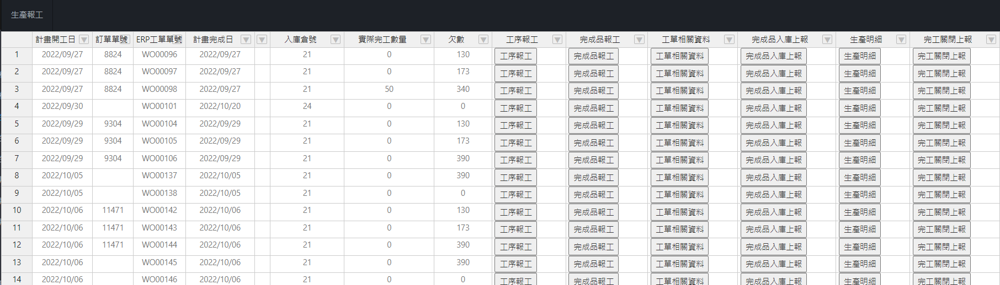 生產報工
計畫開工日 訂單單號 ERP工單單號 計畫完成日 入庫倉號 實際完工數量 欠數 工序報工 完成品報工 工單相關資料 完成品入庫上報 生產明細 完工關閉上報
1 2022/09/27 8824 WO00096 2022/09/27 21 0 130 工序報工 完成品報工 工單相關資料 完成品入庫上報 生產明細 完工關閉上報
2 2022/09/27 8824 WO00097 2022/09/27 21 0 173 工序報工 完成品報工 工單相關資料 完成品入庫上報 生產明細 完工關閉上報
3 2022/09/27 8824 WO00098 2022/09/27 21 50 340 工序報工 完成品報工 工單相關資料 完成品入庫上報 生產明細 完工關閉上報
4 2022/09/30 WO00101 2022/10/20 24 0 0 工序報工 完成品報工 工單相關資料 完成品入庫上報 生產明細 完工關閉上報
5 2022/09/29 9304 WO00104 2022/09/29 21 0 130 工序報工 完成品報工 工單相關資料 完成品入庫上報 生產明細 完工關閉上報
6 2022/09/29 9304 WO00105 2022/09/29 21 0 173 工序報工 完成品報工 工單相關資料 完成品入庫上報 生產明細 完工關閉上報
7 2022/09/29 9304 WO00106 2022/09/29 21 0 390 工序報工 完成品報工 工單相關資料 完成品入庫上報 生產明細 完工關閉上報
8 2022/10/05 WO00137 2022/10/05 21 0 390 工序報工 完成品報工 工單相關資料 完成品入庫上報 生產明細 完工關閉上報
9 2022/10/05 WO00138 2022/10/05 21 0 0 工序報工 完成品報工 工單相關資料 完成品入庫上報 生產明細 完工關閉上報
10 2022/10/06 11471 WO00142 2022/10/06 21 0 130 工序報工 完成品報工 工單相關資料 完成品入庫上報 生產明細 完工關閉上報
11 2022/10/06 11471 WO00143 2022/10/06 21 0 173 工序報工 完成品報工 工單相關資料 完成品入庫上報 生產明細 完工關閉上報
12 2022/10/06 11471 WO00144 2022/10/06 21 0 390 工序報工 完成品報工 工單相關資料 完成品入庫上報 生產明細 完工關閉上報
13 2022/10/06 WO00145 2022/10/06 21 0 390 工序報工 完成品報工 工單相關資料 完成品入庫上報 生產明細 完工關閉上報
14 2022/10/06 WO00146 2022/10/06 21 0 0 工序報工 完成品報工 工單相關資料 完成品入庫上報 生產明細 完工關閉上報